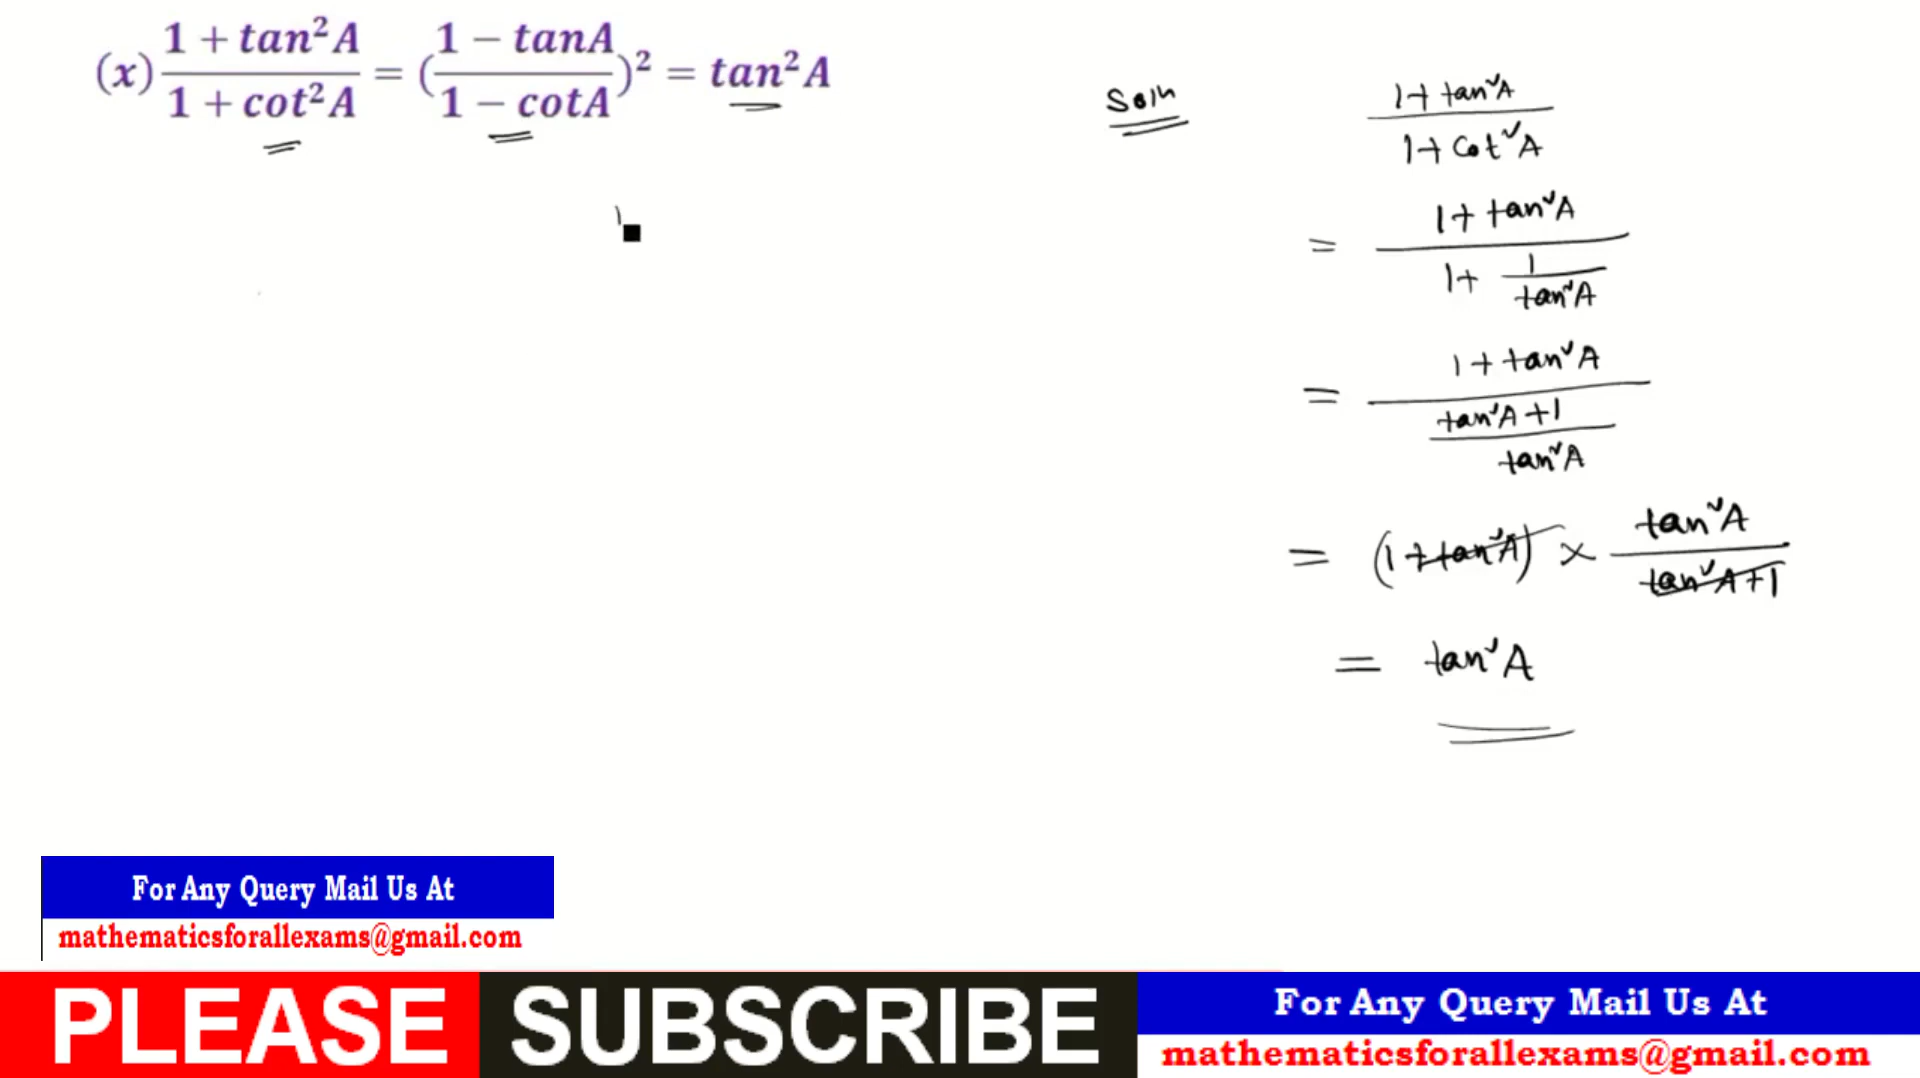 (x) (1 + tan²A)/(1 + cot²A) = ((1 − tanA)/(1 − cotA))² = tan²A
Soln
(1 + tan²A)/(1 + cot²A)
= (1 + tan²A)/(1 + 1/tan²A)
= (1 + tan²A)/((tan²A + 1)/tan²A)
= (1 + tan²A) × tan²A/(tan²A + 1)
= tan²A
For Any Query Mail Us At
mathematicsforallexams@gmail.com
PLEASE SUBSCRIBE
For Any Query Mail Us At
mathematicsforallexams@gmail.com